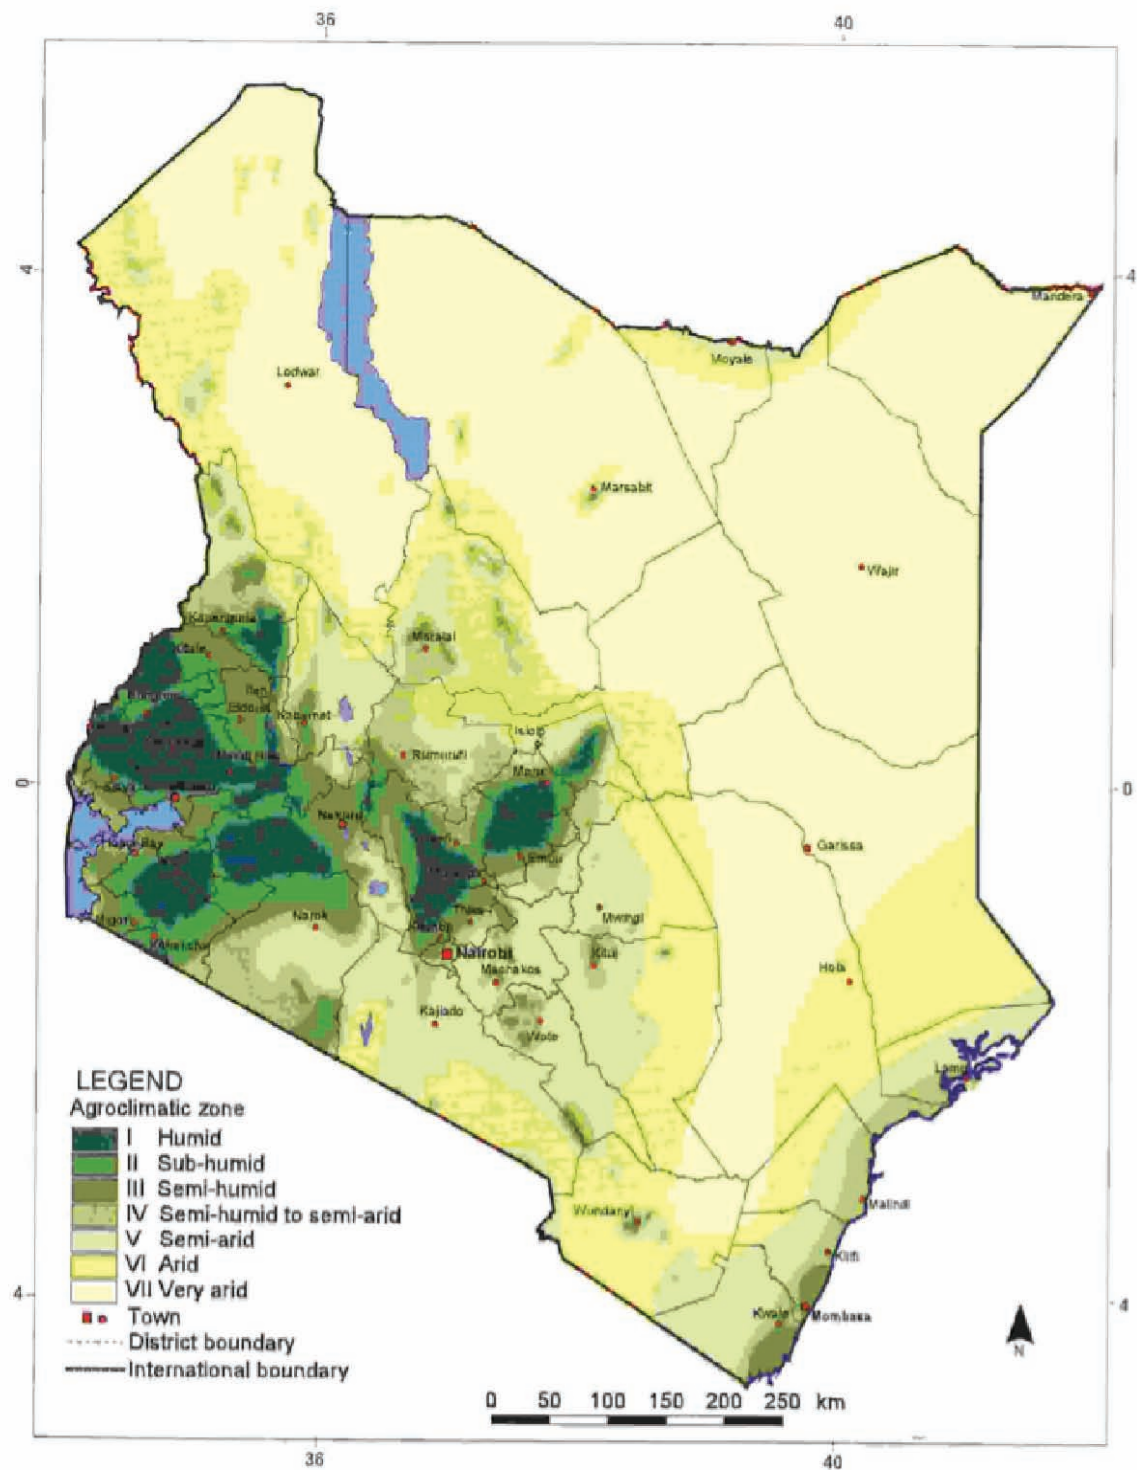 36
40
4
4
Mandera
Moyale
Lodwar
Marsabit
Wajir
Kapenguria
Kitale
Maralal
Iten
Eldoret
Kabarnet
Isiolo
Rumuruti
Meru
0
0
Nakuru
Garissa
Homa Bay
Embu
Mwingi
Thika
Narok
Migori
Kehancha
Nairobi
Kitui
Machakos
Hola
Kajiado
Wote
Lamu
LEGEND
Agroclimatic zone
I Humid
II Sub-humid
III Semi-humid
IV Semi-humid to semi-arid
V Semi-arid
VI Arid
VII Very arid
Town
District boundary
International boundary
Malindi
Wundanyi
Kilifi
4
4
Kwale
Mombasa
N
0 50 100 150 200 250 km
36
40